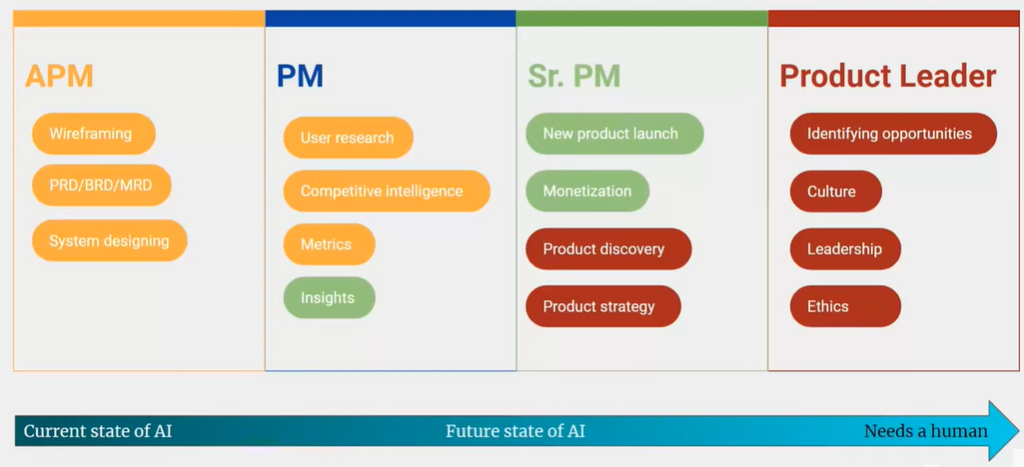 APM
Wireframing
PRD/BRD/MRD
System designing
PM
User research
Competitive intelligence
Metrics
Insights
Sr. PM
New product launch
Monetization
Product discovery
Product strategy
Product Leader
Identifying opportunities
Culture
Leadership
Ethics
Current state of AI
Future state of AI
Needs a human